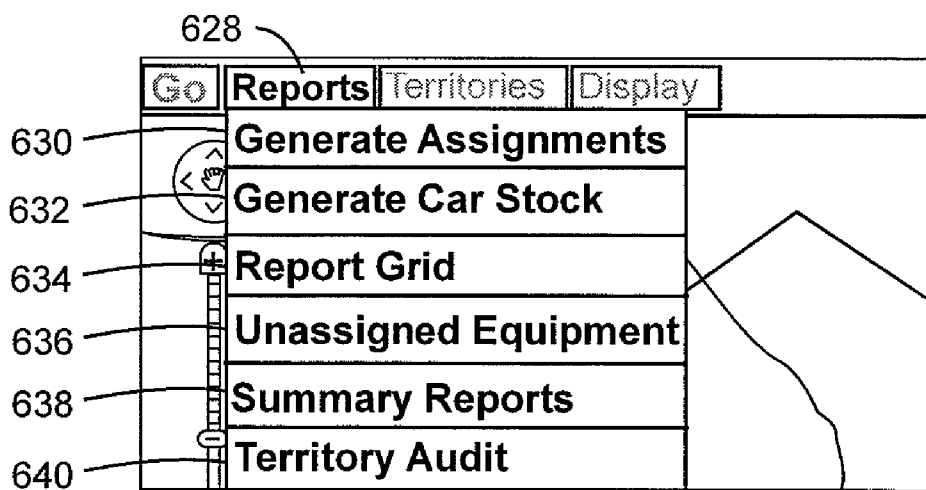 628
Go Reports Territories Display
630 Generate Assignments
632 Generate Car Stock
634 Report Grid
636 Unassigned Equipment
638 Summary Reports
640 Territory Audit